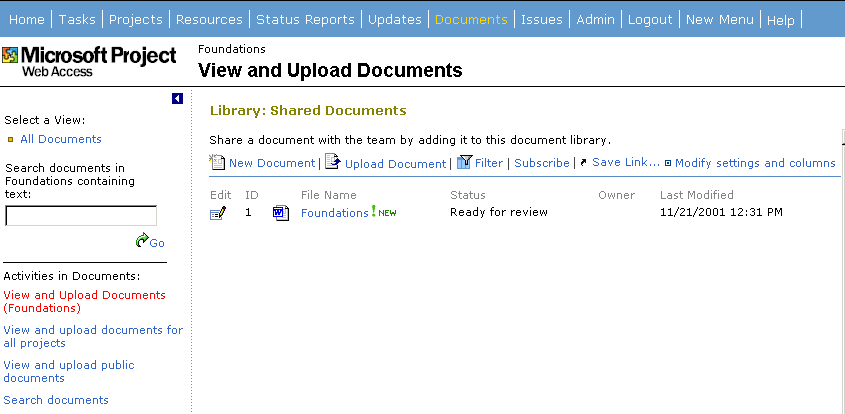 Home Tasks Projects Resources Status Reports Updates Documents Issues Admin Logout New Menu Help
Microsoft Project
Web Access
Foundations
View and Upload Documents
Select a View:
All Documents
Search documents in
Foundations containing
text:
Go
Activities in Documents:
View and Upload Documents
(Foundations)
View and upload documents for
all projects
View and upload public
documents
Search documents
Library: Shared Documents
Share a document with the team by adding it to this document library.
New Document | Upload Document | Filter | Subscribe | Save Link... Modify settings and columns
Edit ID File Name Status Owner Last Modified
1 Foundations ! NEW Ready for review 11/21/2001 12:31 PM